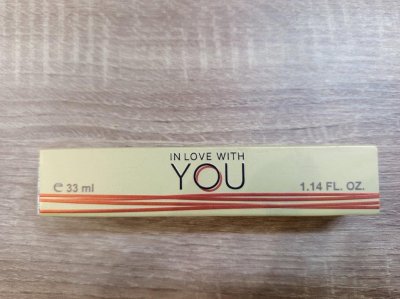 IN LOVE WITH
YOU
℮ 33 ml
1.14 FL. OZ.